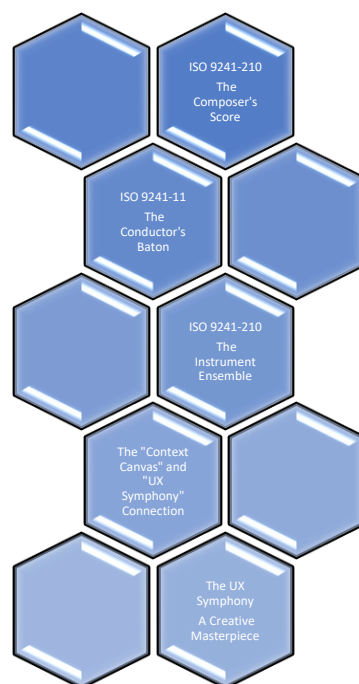 ISO 9241-210
The
Composer's
Score
ISO 9241-11
The
Conductor's
Baton
ISO 9241-210
The
Instrument
Ensemble
The "Context
Canvas" and
"UX
Symphony"
Connection
The UX
Symphony
A Creative
Masterpiece